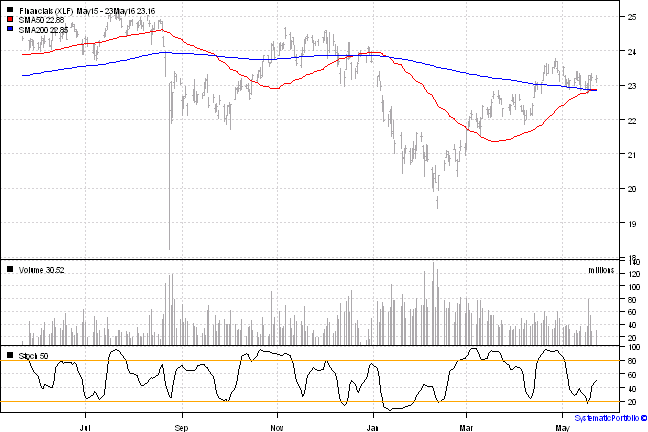 Financials (XLF) May15 - 23May16 23.16
SMA50 22.88
SMA200 22.85
25
24
23
22
21
20
19
18
Volume 30.52
millions
140
120
100
80
60
40
20
Stoch 50
100
80
60
40
20
Jul Sep Nov Jan Mar May
SystematicPortfolio ©